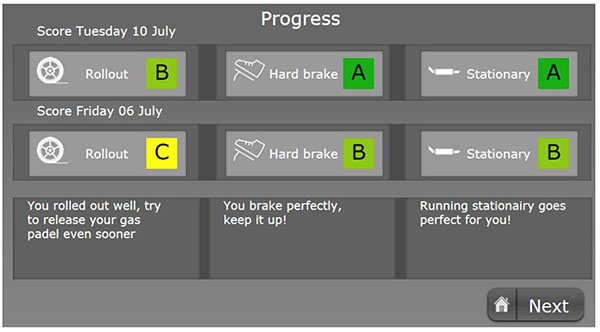 Progress
Score Tuesday 10 July
Rollout B Hard brake A Stationary A
Score Friday 06 July
Rollout C Hard brake B Stationary B
You rolled out well, try
to release your gas
padel even sooner
You brake perfectly,
keep it up!
Running stationairy goes
perfect for you!
Next